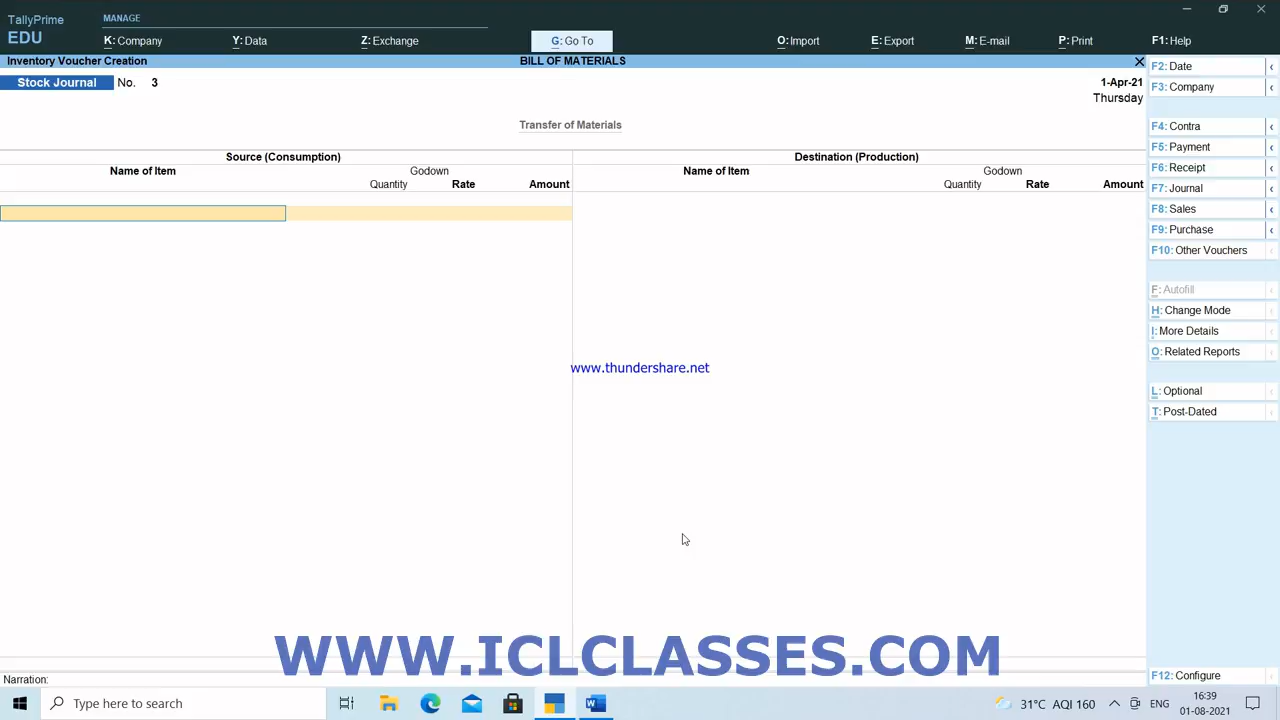 TallyPrime
EDU
MANAGE
K: Company
Y: Data
Z: Exchange
G: Go To
O: Import
E: Export
M: E-mail
P: Print
F1: Help
Inventory Voucher Creation
BILL OF MATERIALS
Stock Journal No. 3
1-Apr-21
Thursday
Transfer of Materials
Source (Consumption)
Destination (Production)
Name of Item
Godown
Quantity Rate Amount
Name of Item
Godown
Quantity Rate Amount
www.thundershare.net
F2: Date
F3: Company
F4: Contra
F5: Payment
F6: Receipt
F7: Journal
F8: Sales
F9: Purchase
F10: Other Vouchers
F: Autofill
H: Change Mode
I: More Details
O: Related Reports
L: Optional
T: Post-Dated
F12: Configure
WWW.ICLCLASSES.COM
Narration:
Type here to search
31°C AQI 160
ENG
16:39
01-08-2021